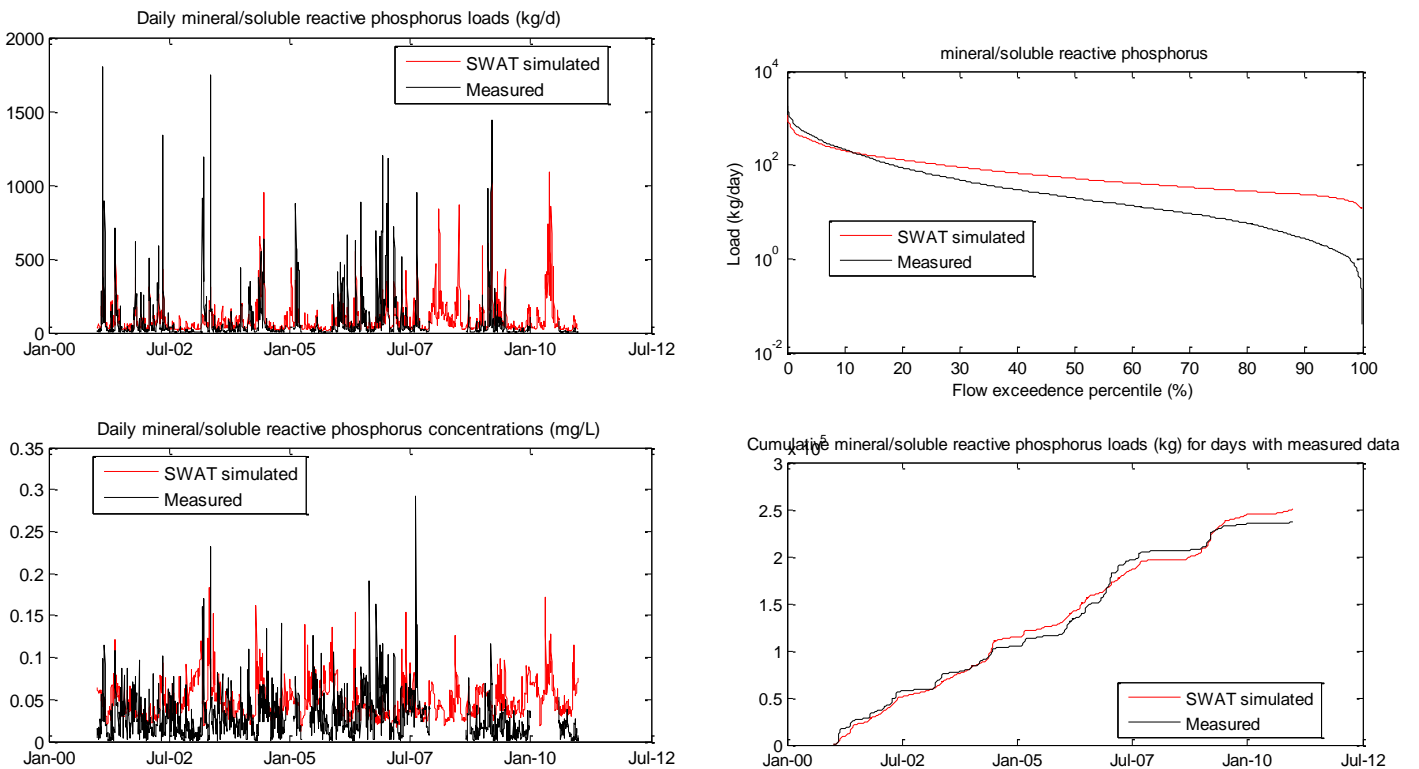 Daily mineral/soluble reactive phosphorus loads (kg/d)
2000
1500
1000
500
0
Jan-00 Jul-02 Jan-05 Jul-07 Jan-10 Jul-12
SWAT simulated
Measured
mineral/soluble reactive phosphorus
Load (kg/day)
10^4
10^2
10^0
10^-2
0 10 20 30 40 50 60 70 80 90 100
Flow exceedence percentile (%)
SWAT simulated
Measured
Daily mineral/soluble reactive phosphorus concentrations (mg/L)
0.35
0.3
0.25
0.2
0.15
0.1
0.05
0
Jan-00 Jul-02 Jan-05 Jul-07 Jan-10 Jul-12
SWAT simulated
Measured
Cumulative mineral/soluble reactive phosphorus loads (kg) for days with measured data
x 10^5
3
2.5
2
1.5
1
0.5
0
Jan-00 Jul-02 Jan-05 Jul-07 Jan-10 Jul-12
SWAT simulated
Measured